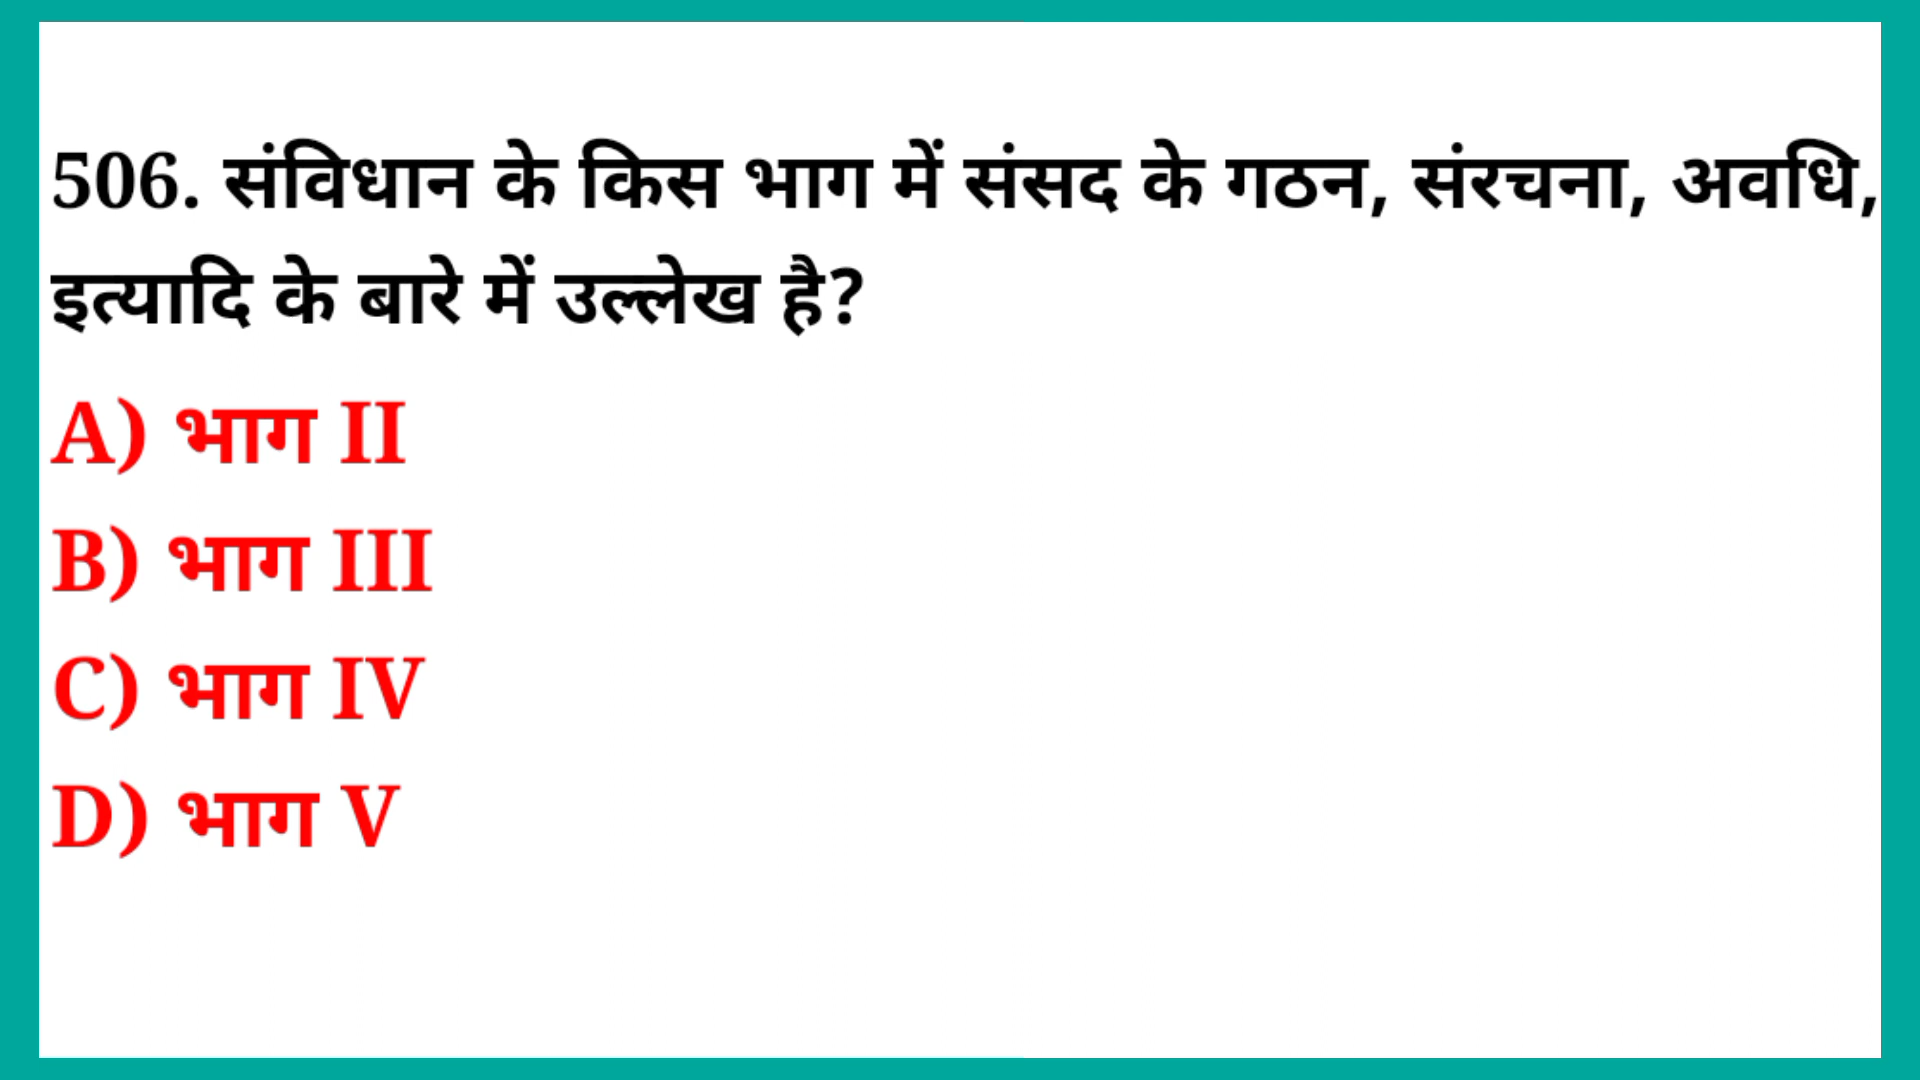 506. संविधान के किस भाग में संसद के गठन, संरचना, अवधि,
इत्यादि के बारे में उल्लेख है?
A) भाग II
B) भाग III
C) भाग IV
D) भाग V